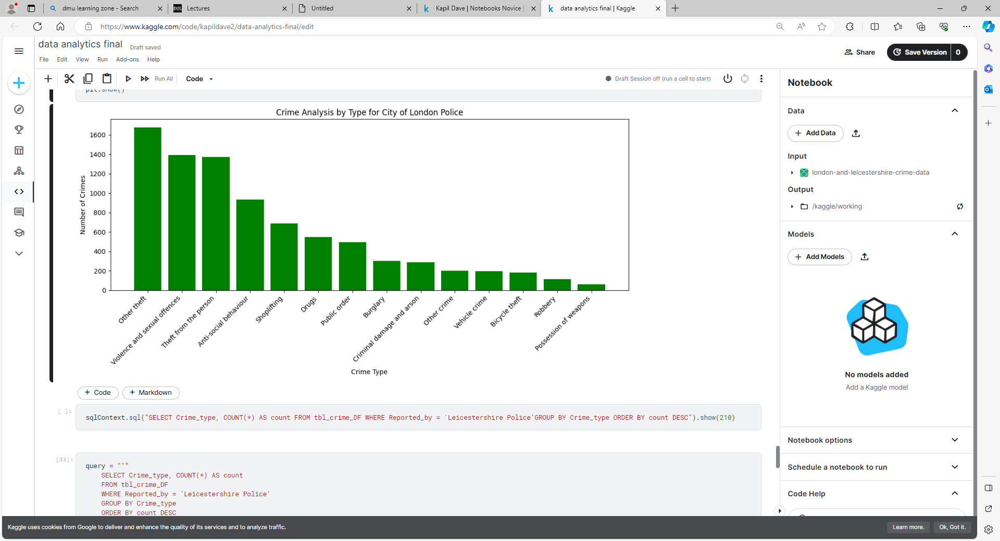 dmu learning zone - Search
Lectures
Untitled
Kapil Dave | Notebooks Novice |
data analytics final | Kaggle
https://www.kaggle.com/code/kapildave2/data-analytics-final/edit
data analytics final
Draft saved
Share
Save Version
0
File Edit View Run Add-ons Help
Run All
Code
Draft Session off (run a cell to start)
Notebook
plt.show()
Crime Analysis by Type for City of London Police
1600
1400
1200
1000
800
600
400
200
0
Number of Crimes
Other theft
Violence and sexual offences
Theft from the person
Anti-social behaviour
Shoplifting
Drugs
Public order
Burglary
Criminal damage and arson
Other crime
Vehicle crime
Bicycle theft
Robbery
Possession of weapons
Crime Type
+ Code
+ Markdown
[ ]:
sqlContext.sql("SELECT Crime_type, COUNT(*) AS count FROM tbl_crime_DF WHERE Reported_by = 'Leicestershire Police'GROUP BY Crime_type ORDER BY count DESC").show(210)
[33]:
query = """
SELECT Crime_type, COUNT(*) AS count
FROM tbl_crime_DF
WHERE Reported_by = 'Leicestershire Police'
GROUP BY Crime_type
ORDER BY count DESC
Data
+ Add Data
Input
london-and-leicestershire-crime-data
Output
/kaggle/working
Models
+ Add Models
No models added
Add a Kaggle model
Notebook options
Schedule a notebook to run
Code Help
Kaggle uses cookies from Google to deliver and enhance the quality of its services and to analyze traffic.
Learn more.
Ok, Got it.